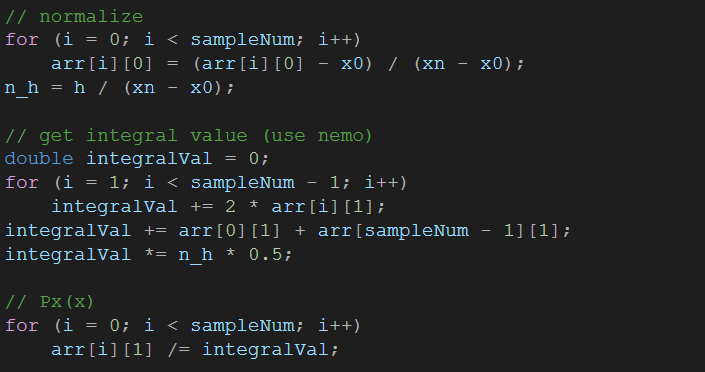 // normalize
for (i = 0; i < sampleNum; i++)
    arr[i][0] = (arr[i][0] - x0) / (xn - x0);
n_h = h / (xn - x0);

// get integral value (use nemo)
double integralVal = 0;
for (i = 1; i < sampleNum - 1; i++)
    integralVal += 2 * arr[i][1];
integralVal += arr[0][1] + arr[sampleNum - 1][1];
integralVal *= n_h * 0.5;

// Px(x)
for (i = 0; i < sampleNum; i++)
    arr[i][1] /= integralVal;